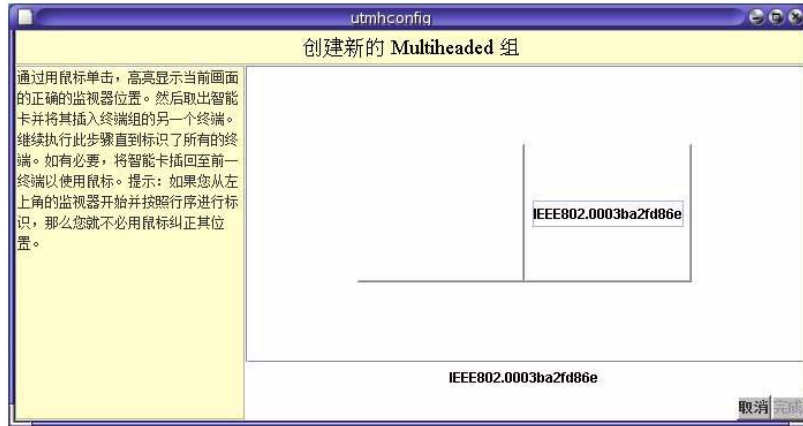 utmhconfig
创建新的 Multiheaded 组
通过用鼠标单击，高亮显示当前画面
的正确的监视器位置。然后取出智能
卡并将其插入终端组的另一个终端。
继续执行此步骤直到标识了所有的终
端。如有必要，将智能卡插回至前一
终端以使用鼠标。提示：如果您从左
上角的监视器开始并按照行序进行标
识，那么您就不必用鼠标纠正其位
置。
IEEE802.0003ba2fd86e
IEEE802.0003ba2fd86e
取消 完成